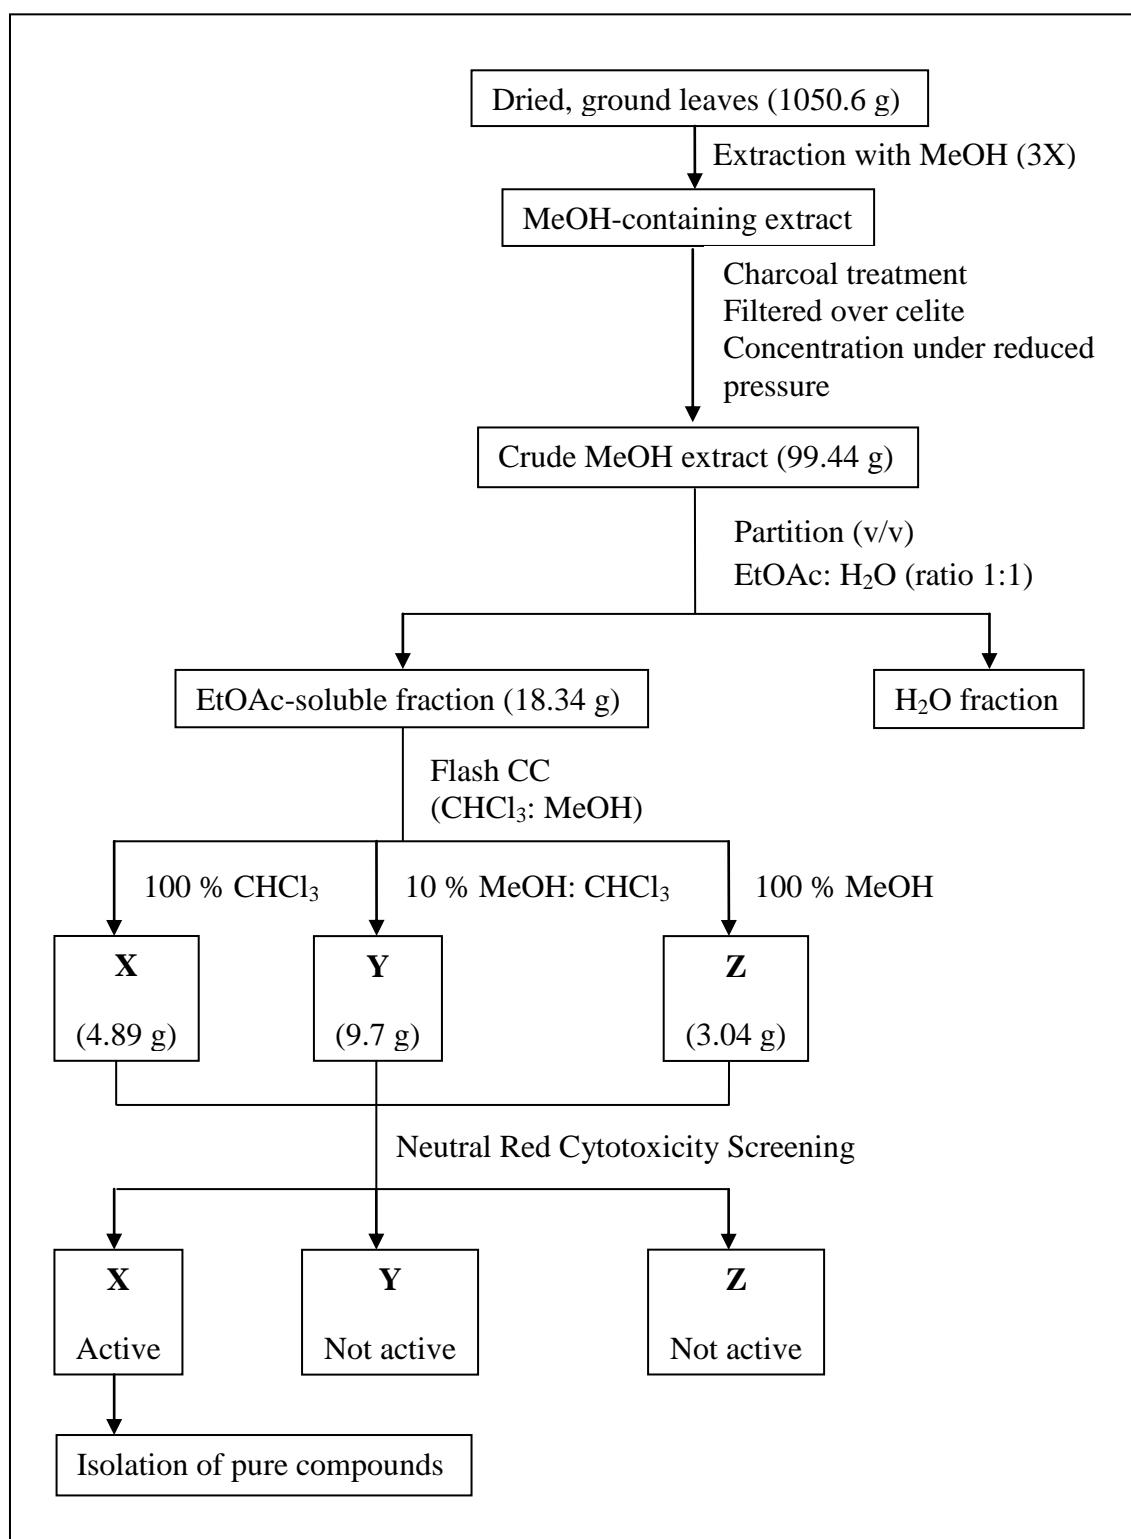 Dried, ground leaves (1050.6 g)
Extraction with MeOH (3X)
MeOH-containing extract
Charcoal treatment
Filtered over celite
Concentration under reduced
pressure
Crude MeOH extract (99.44 g)
Partition (v/v)
EtOAc: H₂O (ratio 1:1)
EtOAc-soluble fraction (18.34 g)
H₂O fraction
Flash CC
(CHCl₃: MeOH)
100 % CHCl₃
10 % MeOH: CHCl₃
100 % MeOH
X
(4.89 g)
Y
(9.7 g)
Z
(3.04 g)
Neutral Red Cytotoxicity Screening
X
Active
Y
Not active
Z
Not active
Isolation of pure compounds